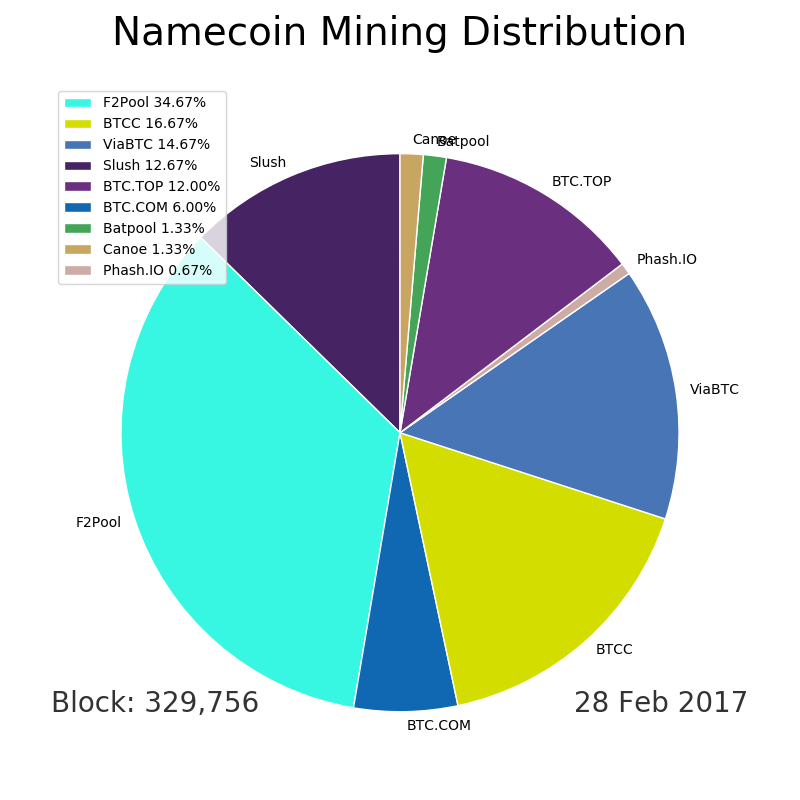 Namecoin Mining Distribution
F2Pool 34.67%
BTCC 16.67%
ViaBTC 14.67%
Slush 12.67%
BTC.TOP 12.00%
BTC.COM 6.00%
Batpool 1.33%
Canoe 1.33%
Phash.IO 0.67%
Canoe
Batpool
Slush
BTC.TOP
Phash.IO
ViaBTC
F2Pool
BTCC
BTC.COM
Block: 329,756
28 Feb 2017